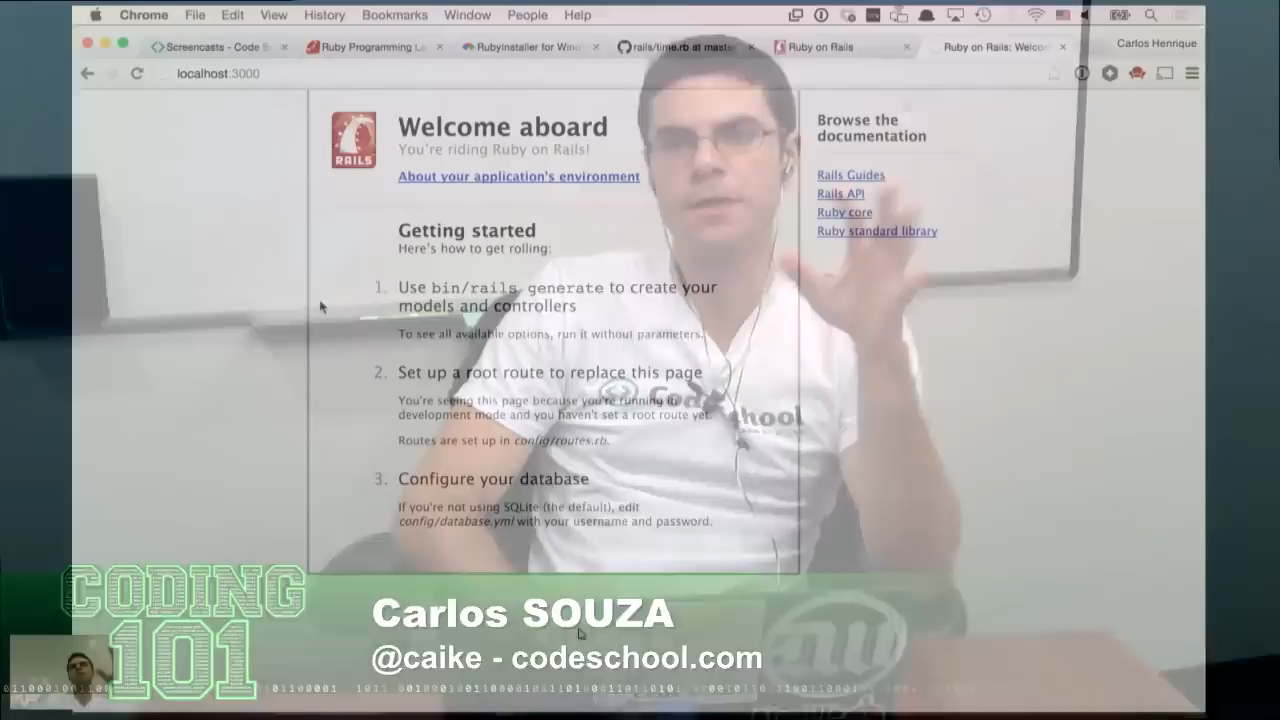 Chrome File Edit View History Bookmarks Window People Help
Screencasts - Code S
Ruby Programming La
RubyInstaller for Wind
rails/time.rb at maste
Ruby on Rails
Ruby on Rails: Welco
Carlos Henrique
localhost:3000
RAILS
Welcome aboard
You're riding Ruby on Rails!
About your application's environment
Getting started
Here's how to get rolling:
1. Use bin/rails generate to create your
models and controllers
To see all available options, run it without parameters.
2. Set up a root route to replace this page
You're seeing this page because you're running in
development mode and you haven't set a root route yet.
Routes are set up in config/routes.rb.
3. Configure your database
If you're not using SQLite (the default), edit
config/database.yml with your username and password.
Browse the
documentation
Rails Guides
Rails API
Ruby core
Ruby standard library
Code School
CODING
101
Carlos SOUZA
@caike - codeschool.com